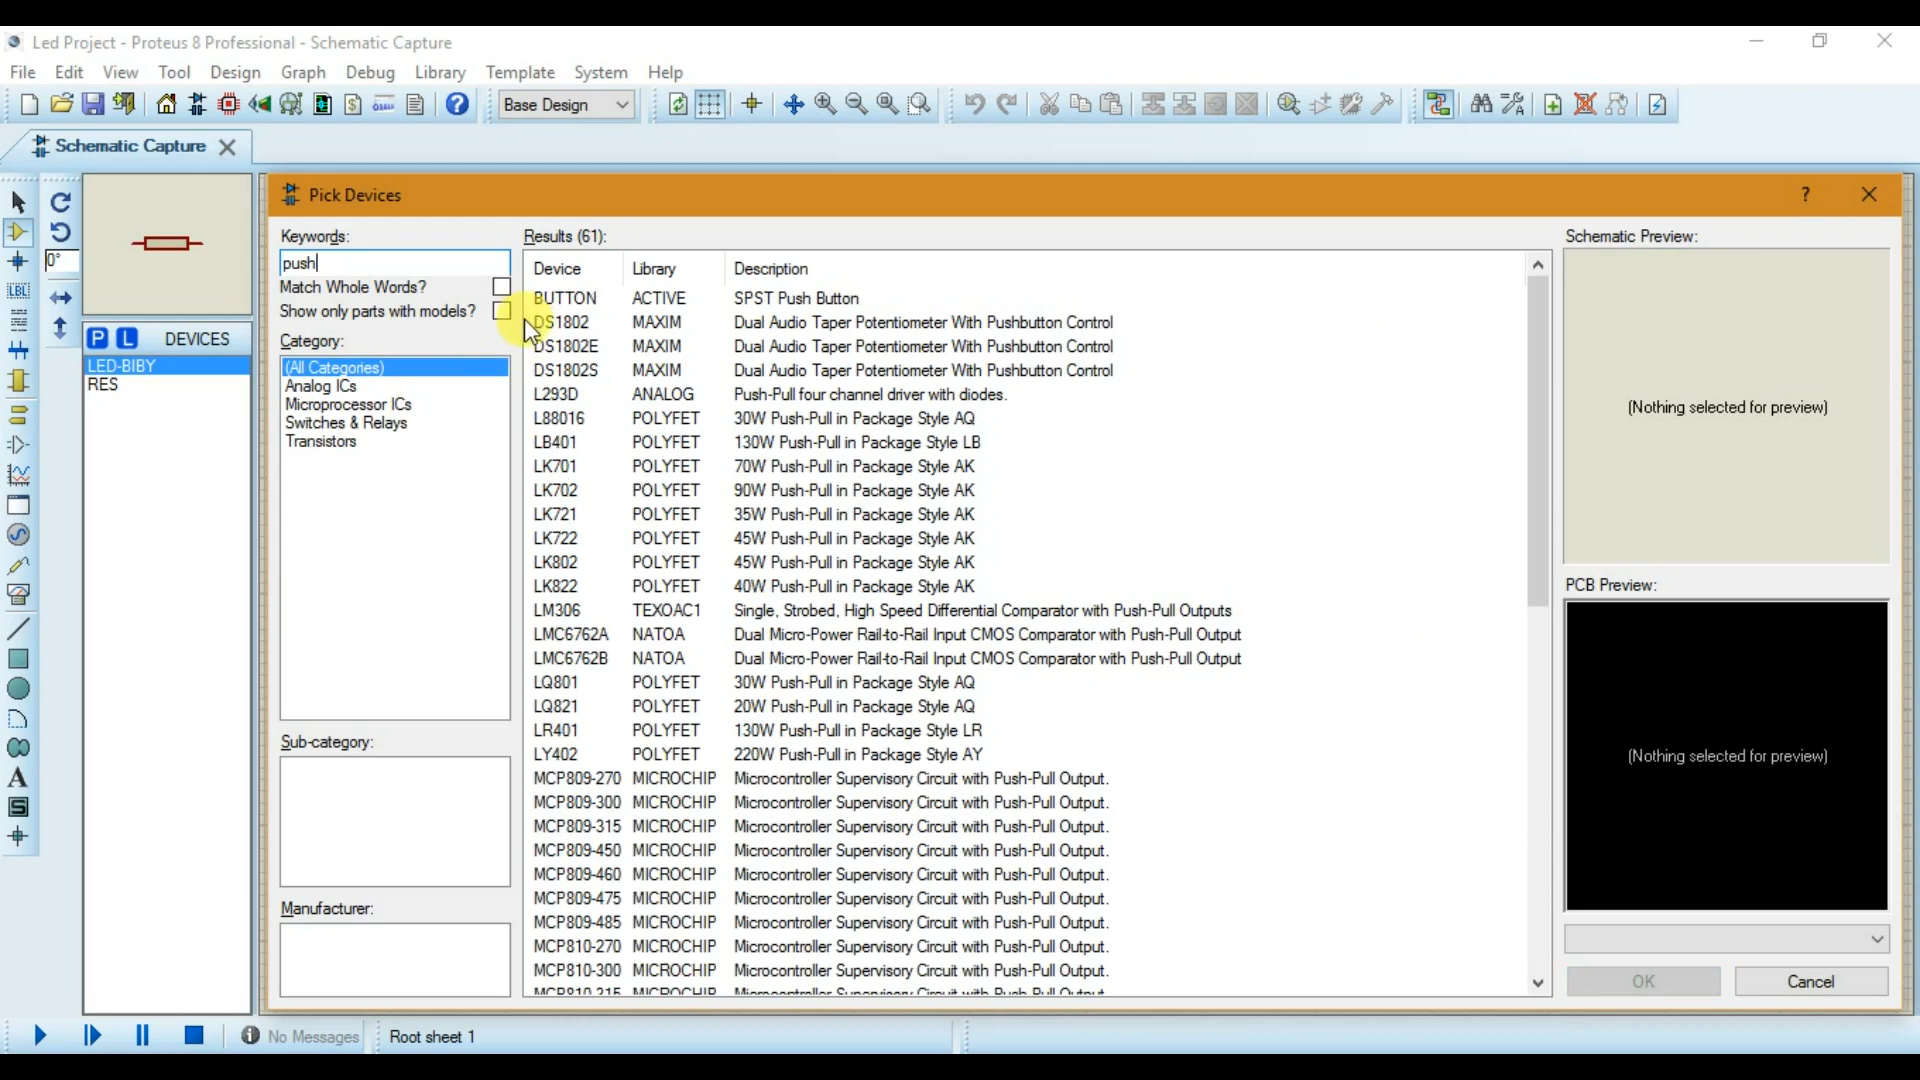 Led Project - Proteus 8 Professional - Schematic Capture
File Edit View Tool Design Graph Debug Library Template System Help
Base Design
Schematic Capture
Pick Devices
Keywords:
push
Match Whole Words?
Show only parts with models?
Category:
(All Categories)
Analog ICs
Microprocessor ICs
Switches & Relays
Transistors
Sub-category:
Manufacturer:
0°
LBL
P L DEVICES
LED-BIBY
RES
A
S
Results (61):
Device Library Description
BUTTON ACTIVE SPST Push Button
DS1802 MAXIM Dual Audio Taper Potentiometer With Pushbutton Control
DS1802E MAXIM Dual Audio Taper Potentiometer With Pushbutton Control
DS1802S MAXIM Dual Audio Taper Potentiometer With Pushbutton Control
L293D ANALOG Push-Pull four channel driver with diodes.
L88016 POLYFET 30W Push-Pull in Package Style AQ
LB401 POLYFET 130W Push-Pull in Package Style LB
LK701 POLYFET 70W Push-Pull in Package Style AK
LK702 POLYFET 90W Push-Pull in Package Style AK
LK721 POLYFET 35W Push-Pull in Package Style AK
LK722 POLYFET 45W Push-Pull in Package Style AK
LK802 POLYFET 45W Push-Pull in Package Style AK
LK822 POLYFET 40W Push-Pull in Package Style AK
LM306 TEXOAC1 Single, Strobed, High Speed Differential Comparator with Push-Pull Outputs
LMC6762A NATOA Dual Micro-Power Rail-to-Rail Input CMOS Comparator with Push-Pull Output
LMC6762B NATOA Dual Micro-Power Rail-to-Rail Input CMOS Comparator with Push-Pull Output
LQ801 POLYFET 30W Push-Pull in Package Style AQ
LQ821 POLYFET 20W Push-Pull in Package Style AQ
LR401 POLYFET 130W Push-Pull in Package Style LR
LY402 POLYFET 220W Push-Pull in Package Style AY
MCP809-270 MICROCHIP Microcontroller Supervisory Circuit with Push-Pull Output.
MCP809-300 MICROCHIP Microcontroller Supervisory Circuit with Push-Pull Output.
MCP809-315 MICROCHIP Microcontroller Supervisory Circuit with Push-Pull Output.
MCP809-450 MICROCHIP Microcontroller Supervisory Circuit with Push-Pull Output.
MCP809-460 MICROCHIP Microcontroller Supervisory Circuit with Push-Pull Output.
MCP809-475 MICROCHIP Microcontroller Supervisory Circuit with Push-Pull Output.
MCP809-485 MICROCHIP Microcontroller Supervisory Circuit with Push-Pull Output.
MCP810-270 MICROCHIP Microcontroller Supervisory Circuit with Push-Pull Output.
MCP810-300 MICROCHIP Microcontroller Supervisory Circuit with Push-Pull Output.
MCP810-315 MICROCHIP Microcontroller Supervisory Circuit with Push-Pull Output.
Schematic Preview:
(Nothing selected for preview)
PCB Preview:
(Nothing selected for preview)
OK Cancel
No Messages
Root sheet 1